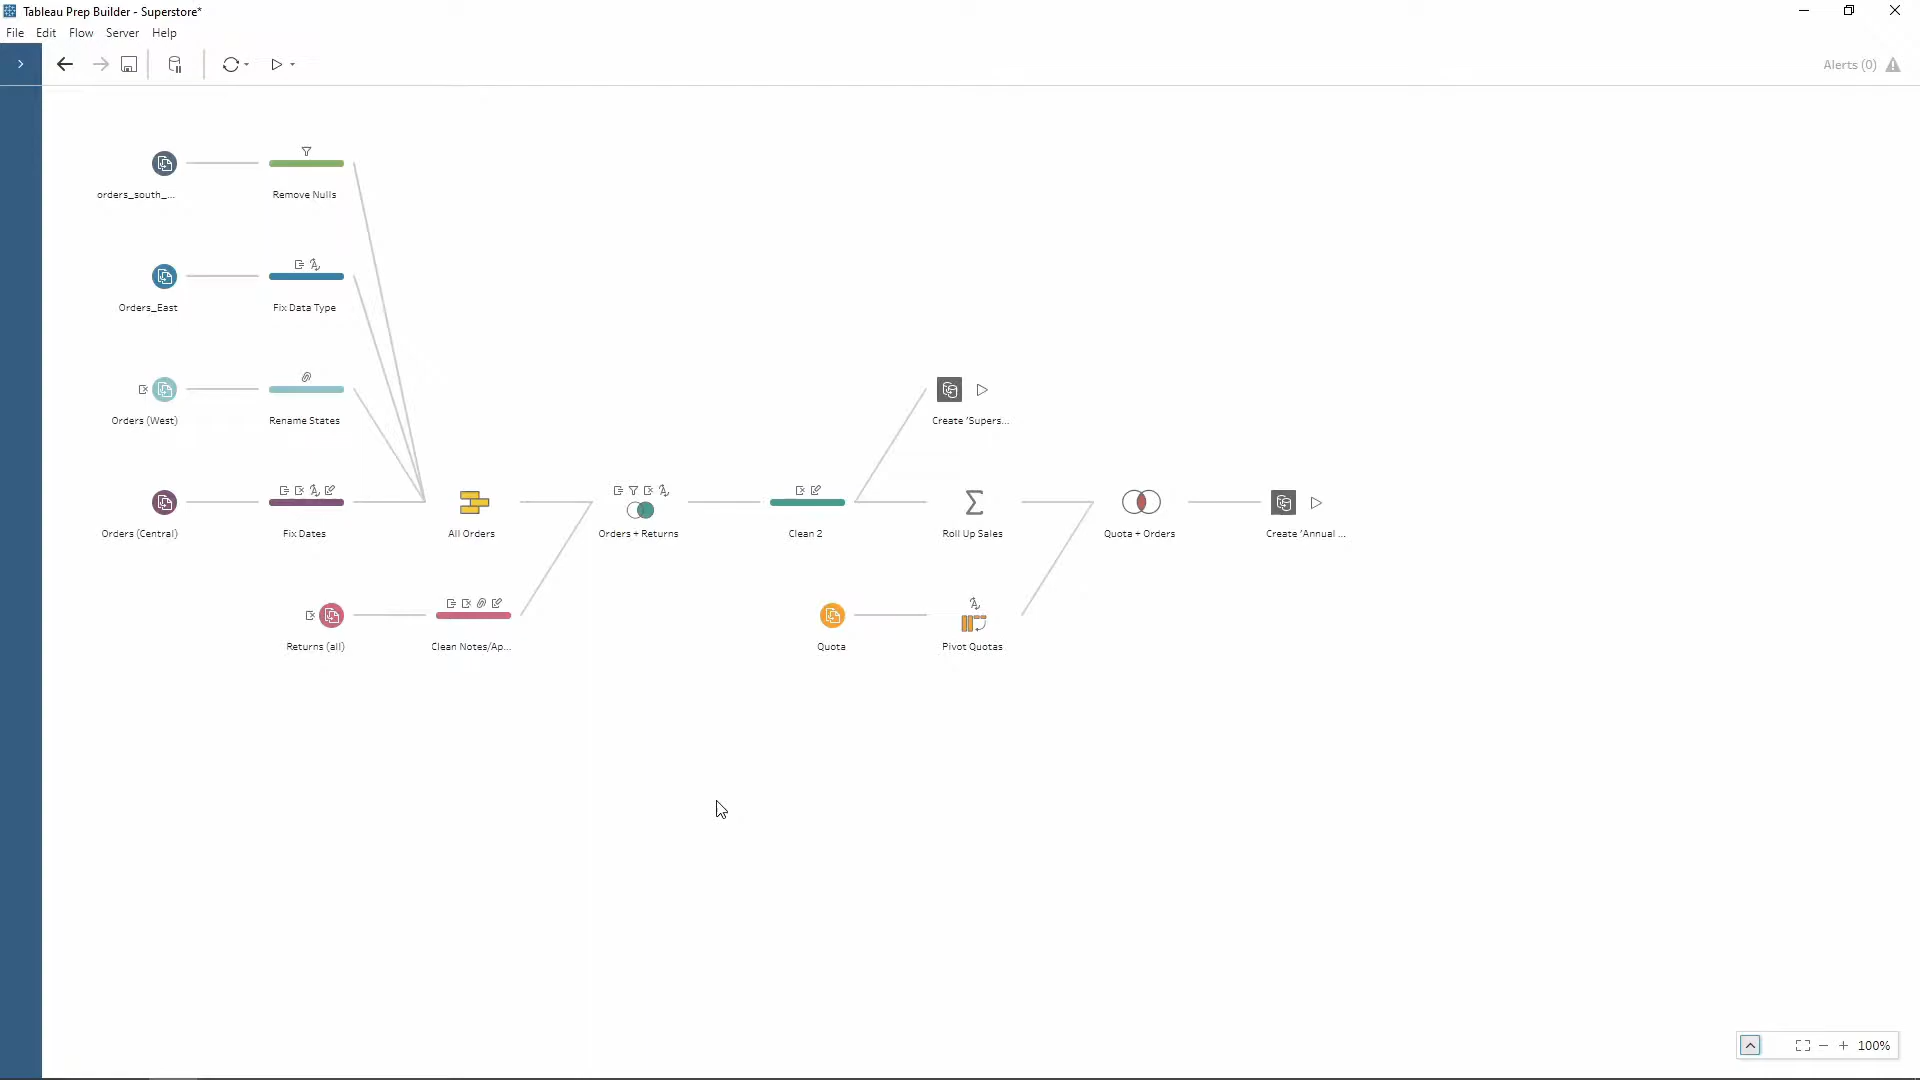 Tableau Prep Builder - Superstore*
File Edit Flow Server Help
Alerts (0)
orders_south_...
Remove Nulls
Orders_East
Fix Data Type
Orders (West)
Rename States
Create 'Supers...
Orders (Central)
Fix Dates
All Orders
Orders + Returns
Clean 2
Roll Up Sales
Quota + Orders
Create 'Annual ...
Returns (all)
Clean Notes/Ap...
Quota
Pivot Quotas
100%